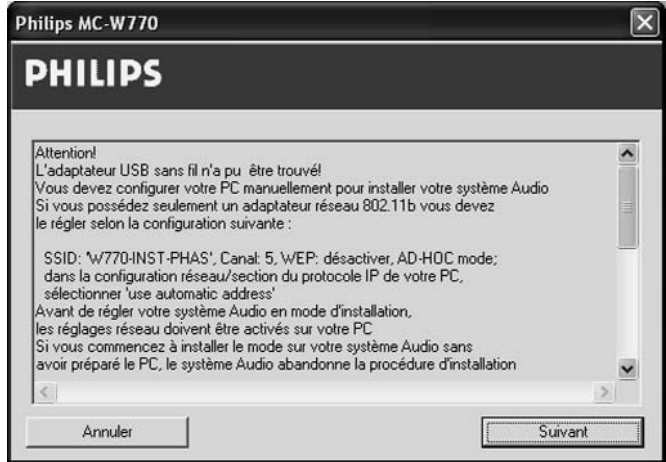 Philips MC-W770
PHILIPS
Attention!
L'adaptateur USB sans fil n'a pu être trouvé!
Vous devez configurer votre PC manuellement pour installer votre système Audio
Si vous possédez seulement un adaptateur réseau 802.11b vous devez
le régler selon la configuration suivante :
SSID: 'W770-INST-PHAS', Canal: 5, WEP: désactiver, AD-HOC mode;
dans la configuration réseau/section du protocole IP de votre PC,
sélectionner 'use automatic address'
Avant de régler votre système Audio en mode d'installation,
les réglages réseau doivent être activés sur votre PC
Si vous commencez à installer le mode sur votre système Audio sans
avoir préparé le PC, le système Audio abandonne la procédure d'installation
Annuler
Suivant